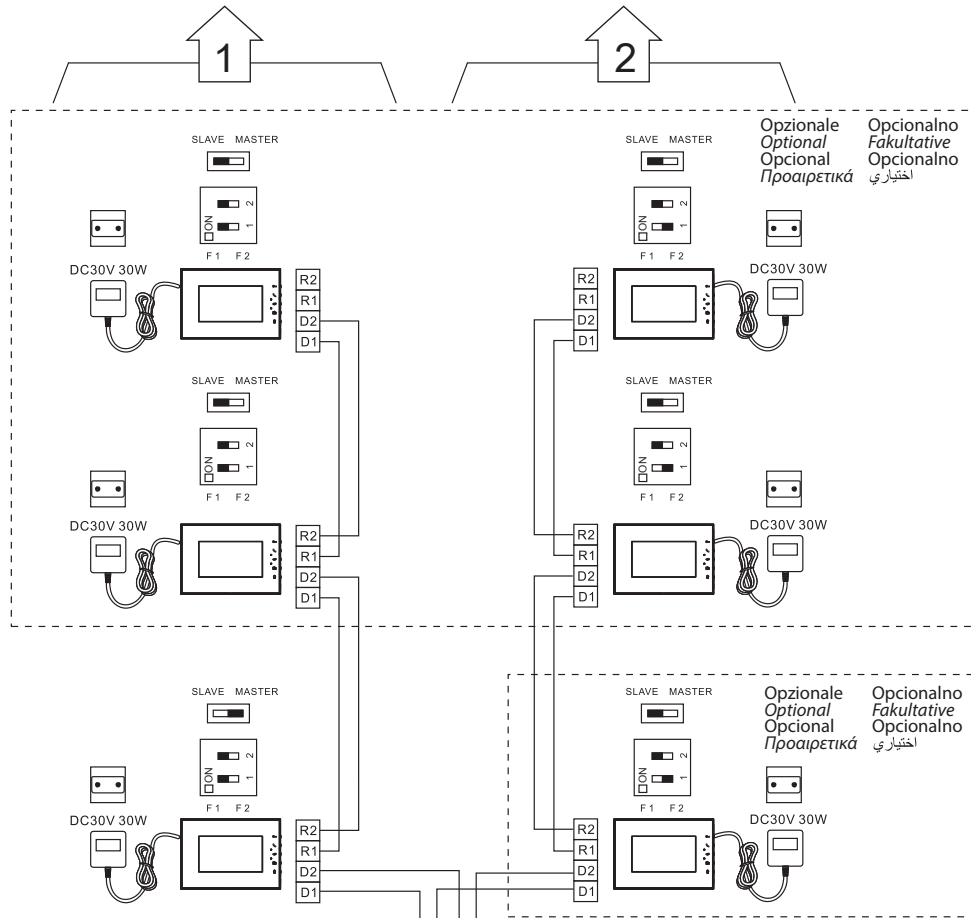 1
2
Opzionale Opcionalno
Optional Fakultative
Opcional Opcionalno
Προαιρετικά اختياري
SLAVE MASTER
SLAVE MASTER
ON 1 2
ON 1 2
F1 F2
F1 F2
DC30V 30W
DC30V 30W
R2
R1
D2
D1
R2
R1
D2
D1
SLAVE MASTER
SLAVE MASTER
ON 1 2
ON 1 2
F1 F2
F1 F2
DC30V 30W
DC30V 30W
R2
R1
D2
D1
R2
R1
D2
D1
SLAVE MASTER
SLAVE MASTER
Opzionale Opcionalno
Optional Fakultative
Opcional Opcionalno
Προαιρετικά اختياري
ON 1 2
ON 1 2
F1 F2
F1 F2
DC30V 30W
DC30V 30W
R2
R1
D2
D1
R2
R1
D2
D1